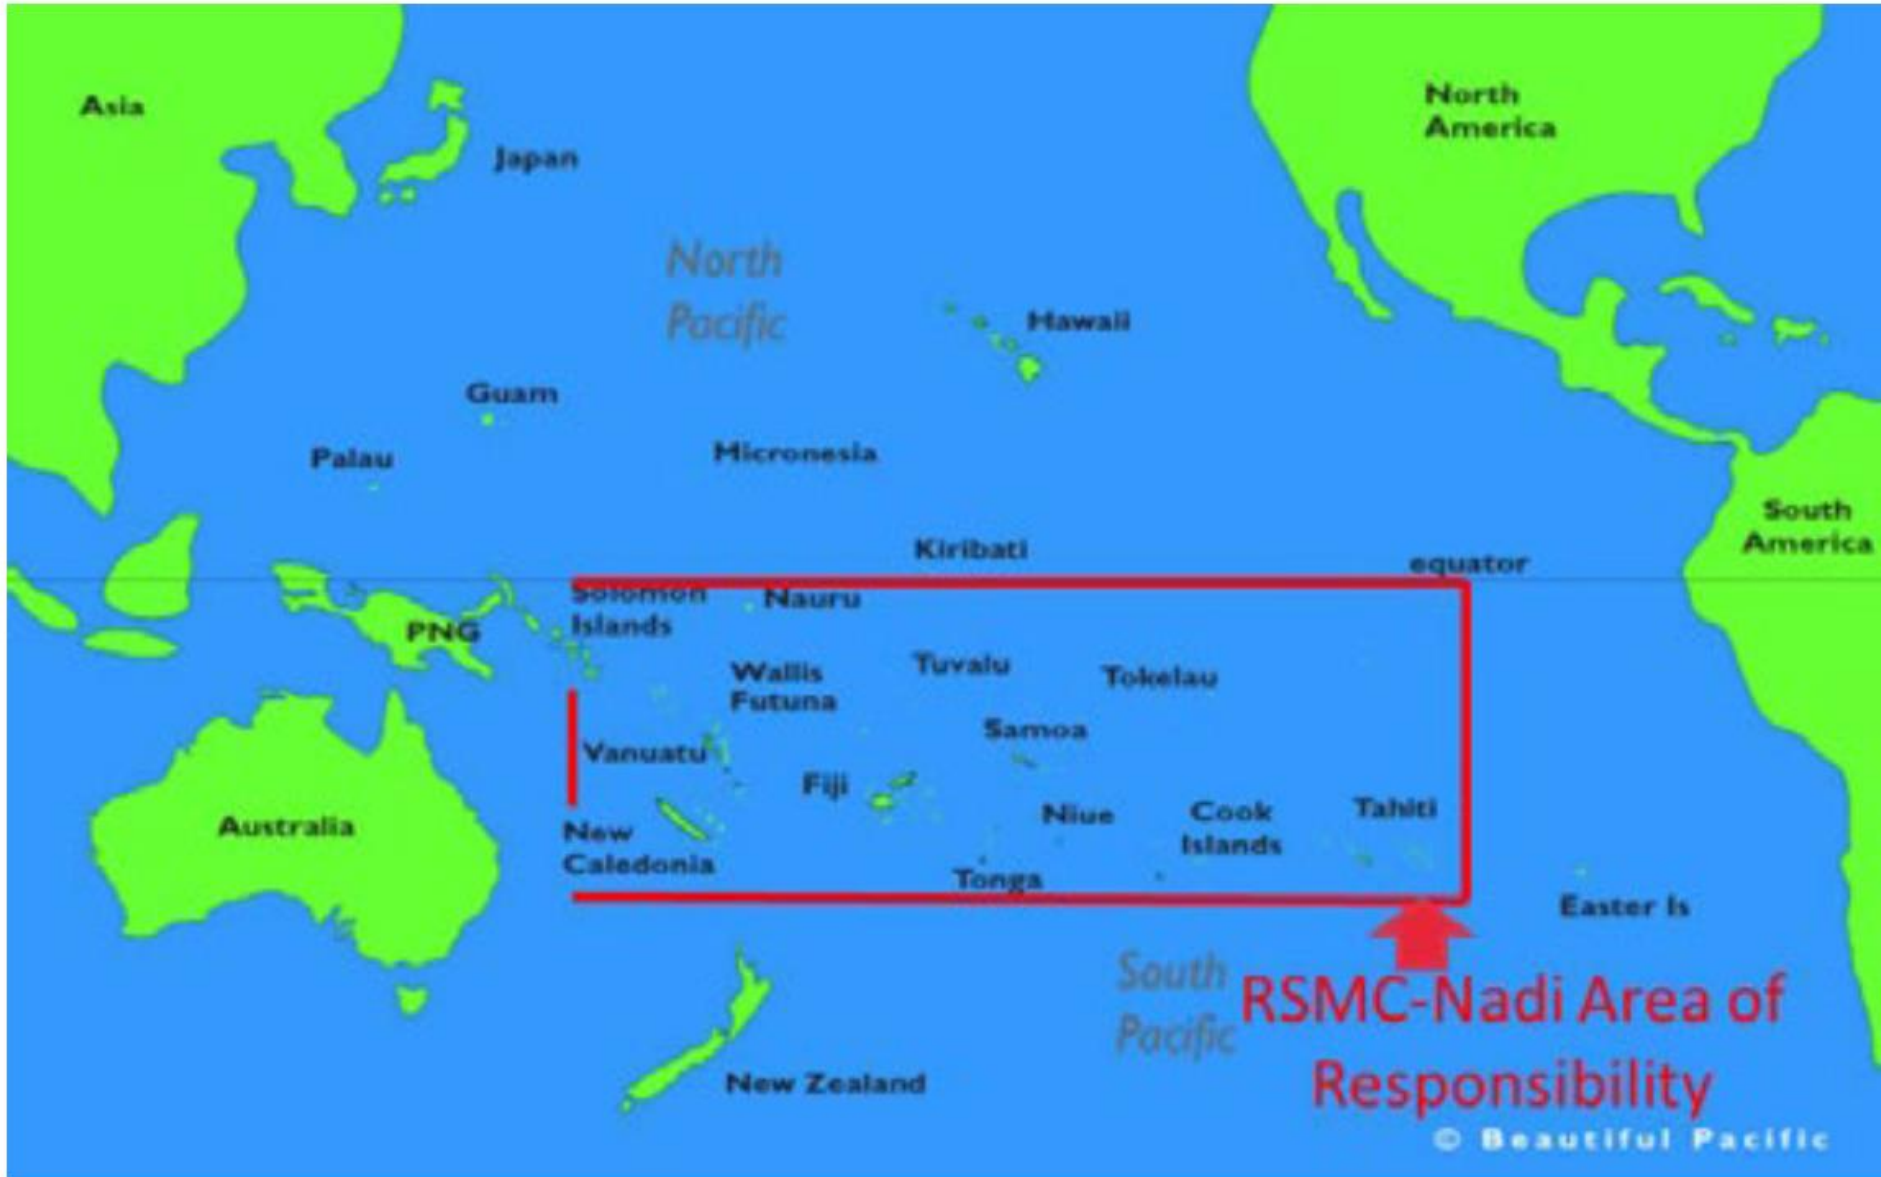 Asia
North
America
Japan
North
Pacific
Hawaii
Guam
Palau
Micronesia
South
America
Kiribati
equator
Solomon
Islands
Nauru
PNG
Wallis
Futuna
Tuvalu
Tokelau
Samoa
Vanuatu
Fiji
Niue
Cook
Islands
Tahiti
Australia
New
Caledonia
Tonga
Easter Is
South
Pacific
RSMC-Nadi Area of
Responsibility
New Zealand
© Beautiful Pacific